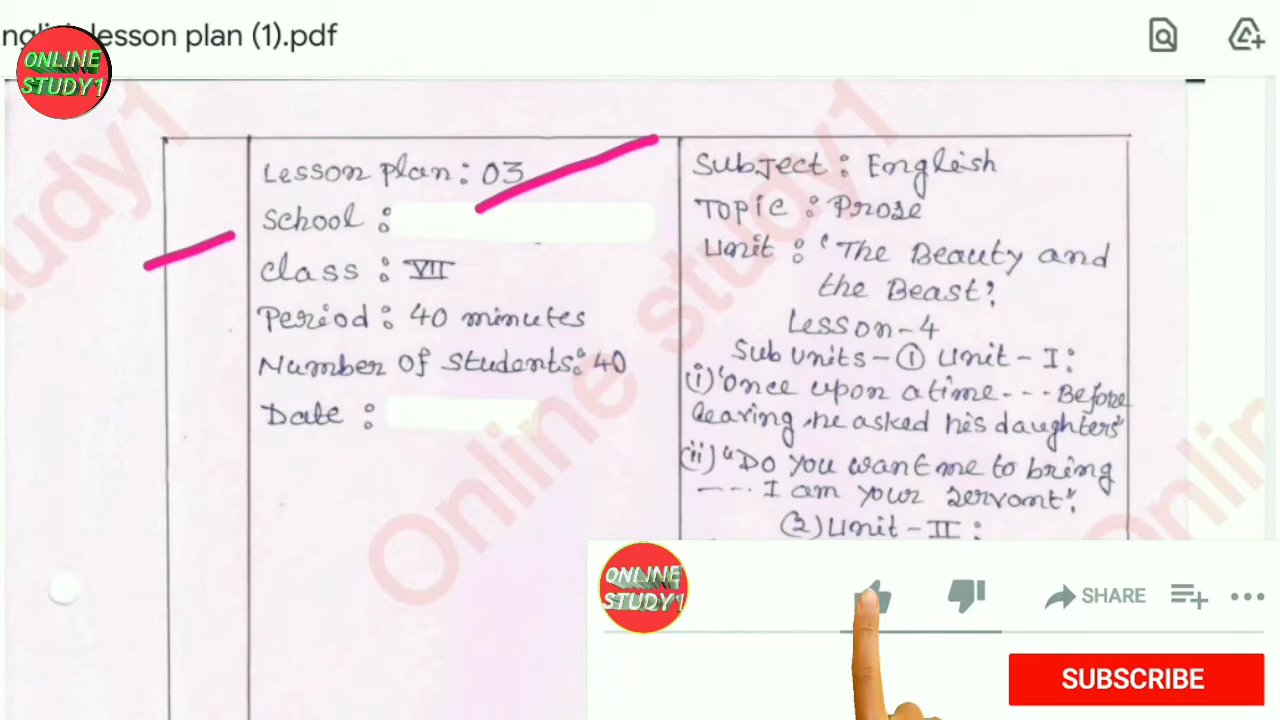 nglish lesson plan (1).pdf
ONLINE
STUDY1
Lesson plan : 03
School :
Class : VII
Period : 40 minutes
Number of students : 40
Date :
Subject : English
Topic : Prose
Unit : 'The Beauty and
the Beast'
Lesson-4
Sub units - ① Unit - I :
(i) "Once upon a time --- Before
leaving, he asked his daughters"
(ii) "Do you want me to bring
---- I am your servant".
(2) Unit - II :
Online study1
ONLINE
STUDY1
SHARE
SUBSCRIBE